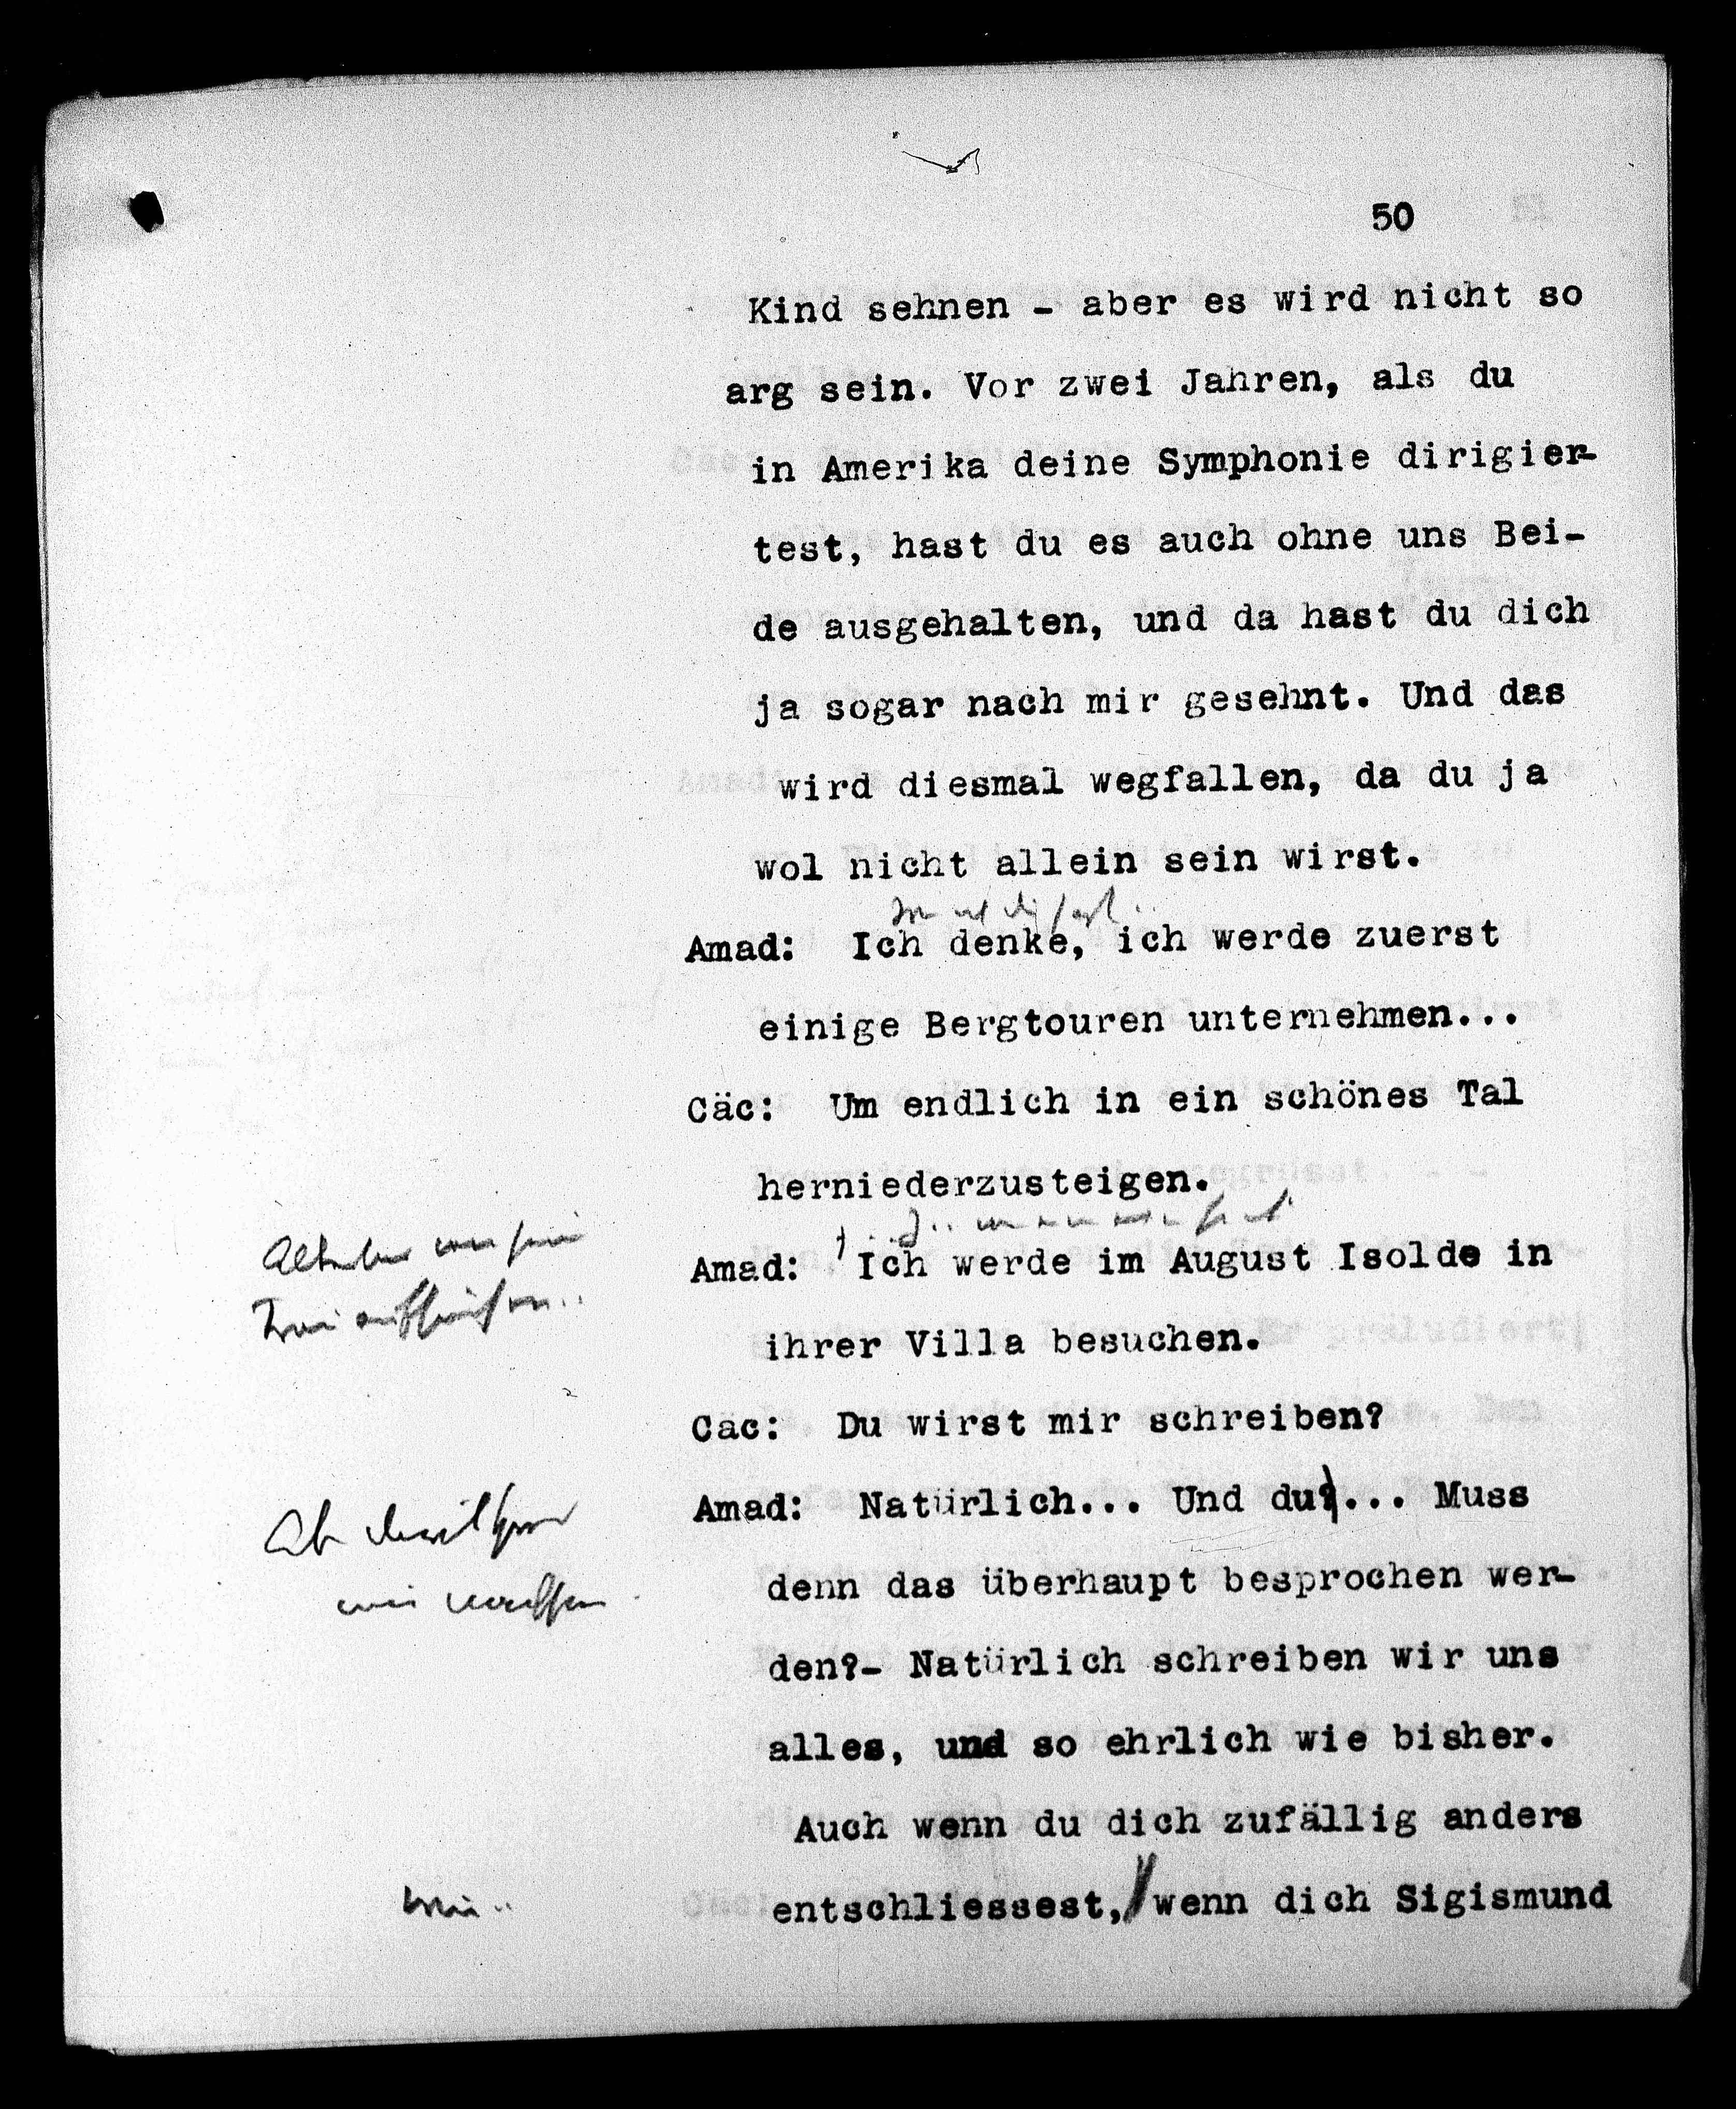 50
Kind sehnen - aber es wird nicht so
arg sein. Vor zwei Jahren, als du
in Amerika deine Symphonie dirigier-
test, hast du es auch ohne uns Bei-
de ausgehalten, und da hast du dich
ja sogar nach mir gesehnt. Und das
wird diesmal wegfallen, da du ja
wol nicht allein sein wirst.
Amad: Ich denke, ich werde zuerst
einige Bergtouren unternehmen...
Cäc: Um endlich in ein schönes Tal
herniederzusteigen.
Amad: Ich werde im August Isolde in
ihrer Villa besuchen.
Cac: Du wirst mir schreiben?
Amad: Natürlich... Und du?... Muss
denn das überhaupt besprochen wer-
den?- Natürlich schreiben wir uns
alles, und so ehrlich wie bisher.
Auch wenn du dich zufällig anders
entschliessest, wenn dich Sigismund